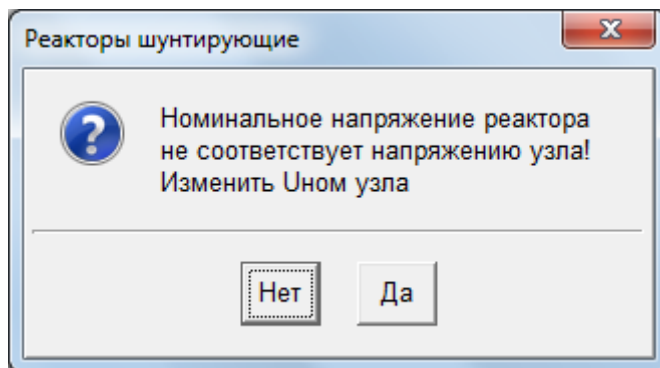 Реакторы шунтирующие
Номинальное напряжение реактора
не соответствует напряжению узла!
Изменить Uном узла
Нет
Да